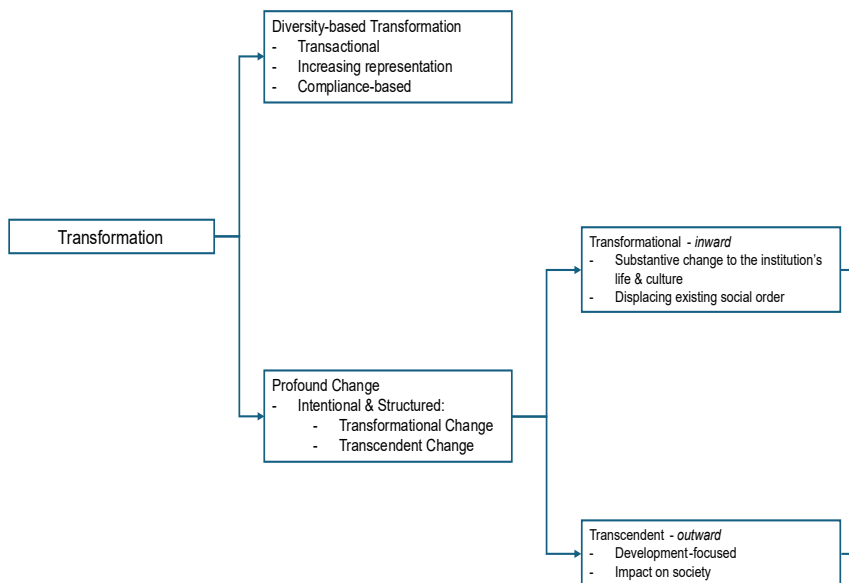 Diversity-based Transformation
- Transactional
- Increasing representation
- Compliance-based
Transformation
Transformational - inward
- Substantive change to the institution's
life & culture
- Displacing existing social order
Profound Change
- Intentional & Structured:
- Transformational Change
- Transcendent Change
Transcendent - outward
- Development-focused
- Impact on society